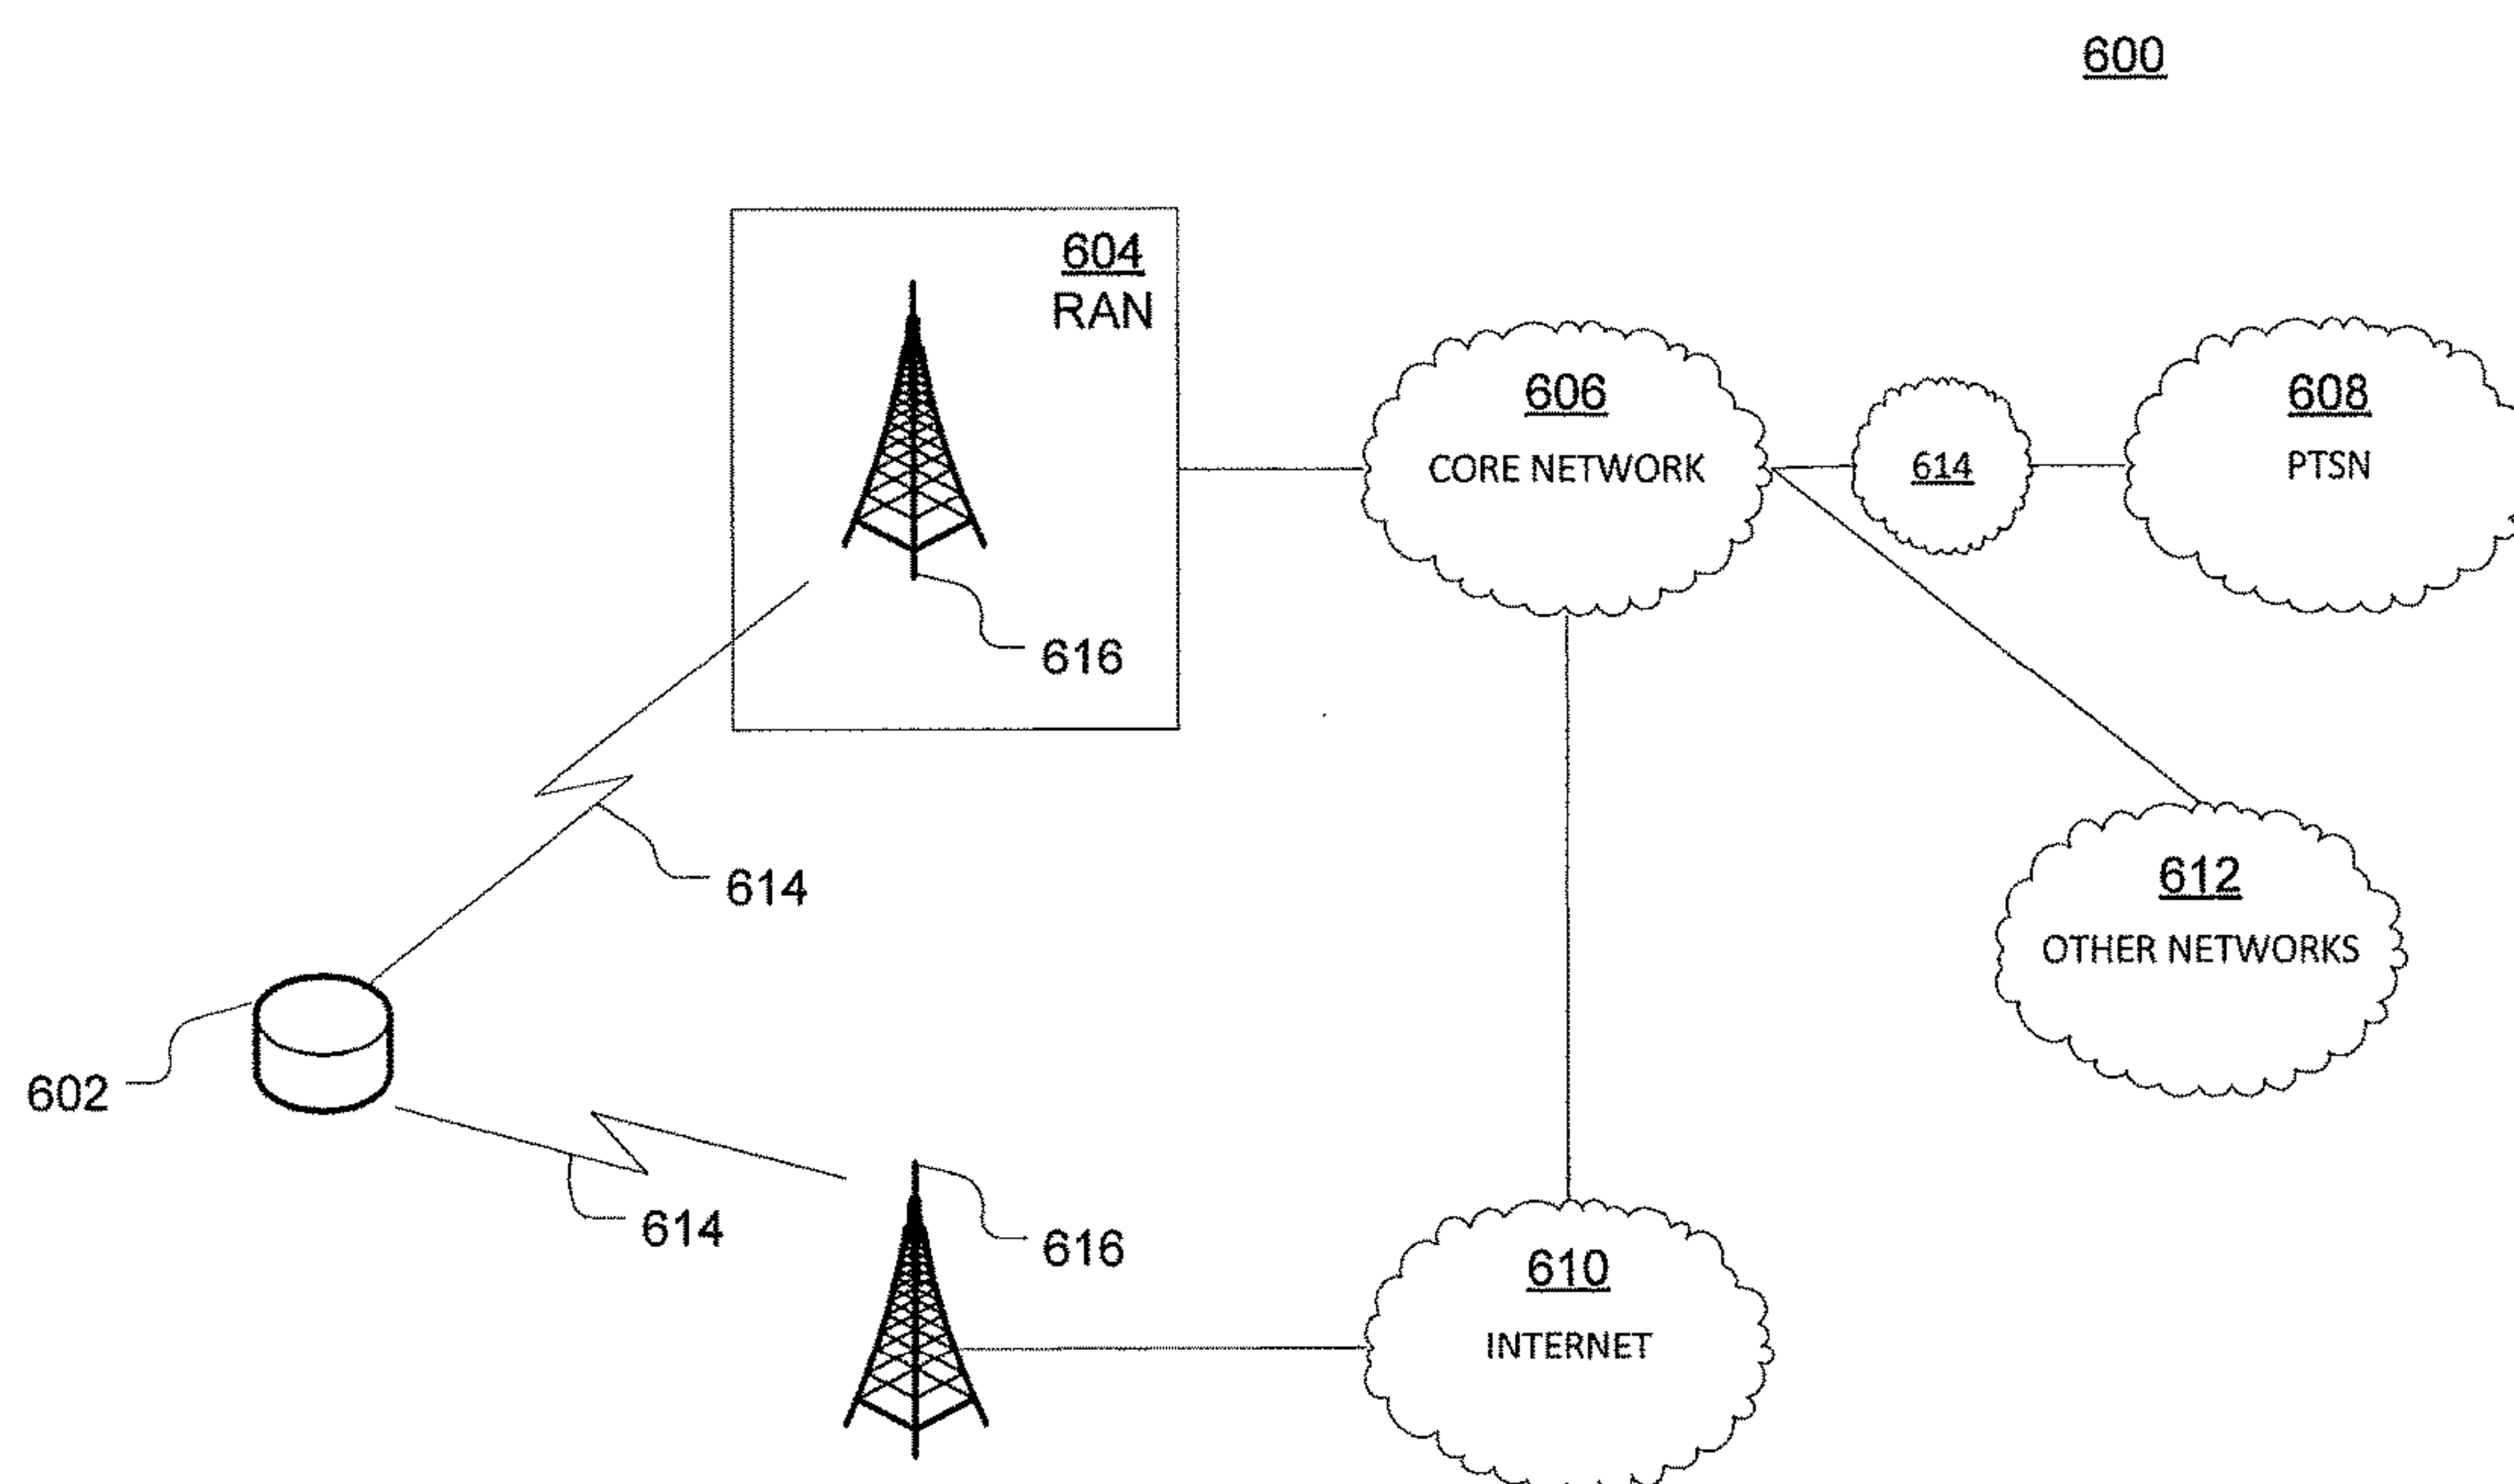 600
604
RAN
606
CORE NETWORK
614
608
PTSN
616
614
612
OTHER NETWORKS
602
614
616
610
INTERNET